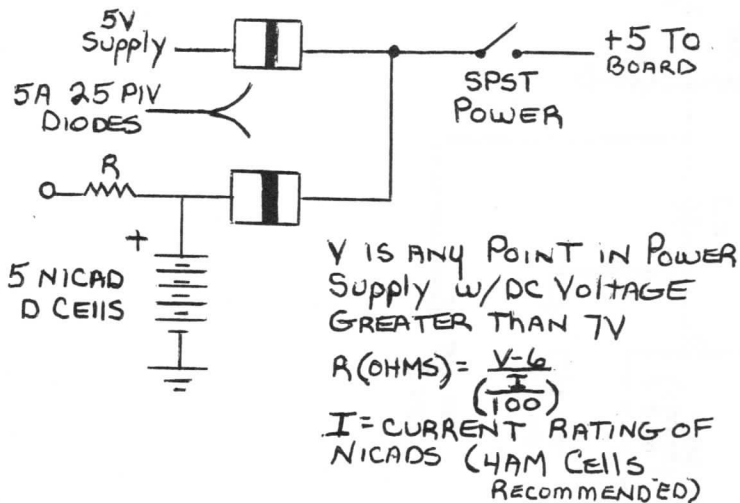 5V
Supply
+5 TO
BOARD
SPST
POWER
5A 25 PIV
DIODES
R
+
5 NICAD
D CEllS
V IS ANY POINT IN POWER
Supply w/DC VOltAGE
GREATER THAN 7V
R(OHMS) = V-6
(I
100)
I = CURRENT RATING OF
NICADS (4AM CEllS
RECOMMENDED)